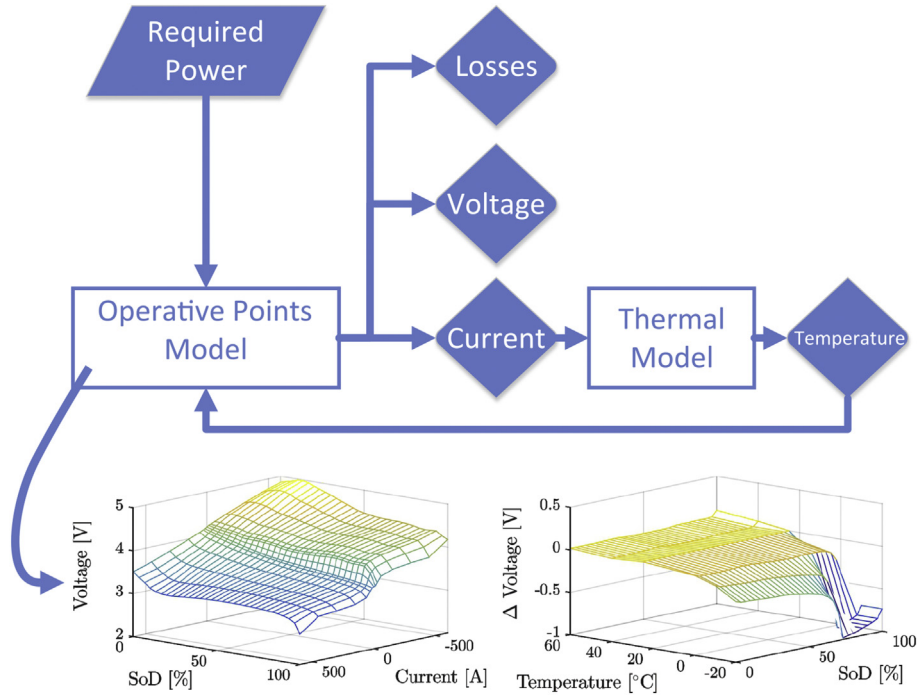 Required
Power
Losses
Voltage
Operative Points
Model
Current
Thermal
Model
Temperature
5
4
3
2
Voltage [V]
0
50
100
SoD [%]
500
0
-500
Current [A]
0.5
0
-0.5
-1
Δ Voltage [V]
60
40
20
0
-20
Temperature [°C]
0
50
100
SoD [%]